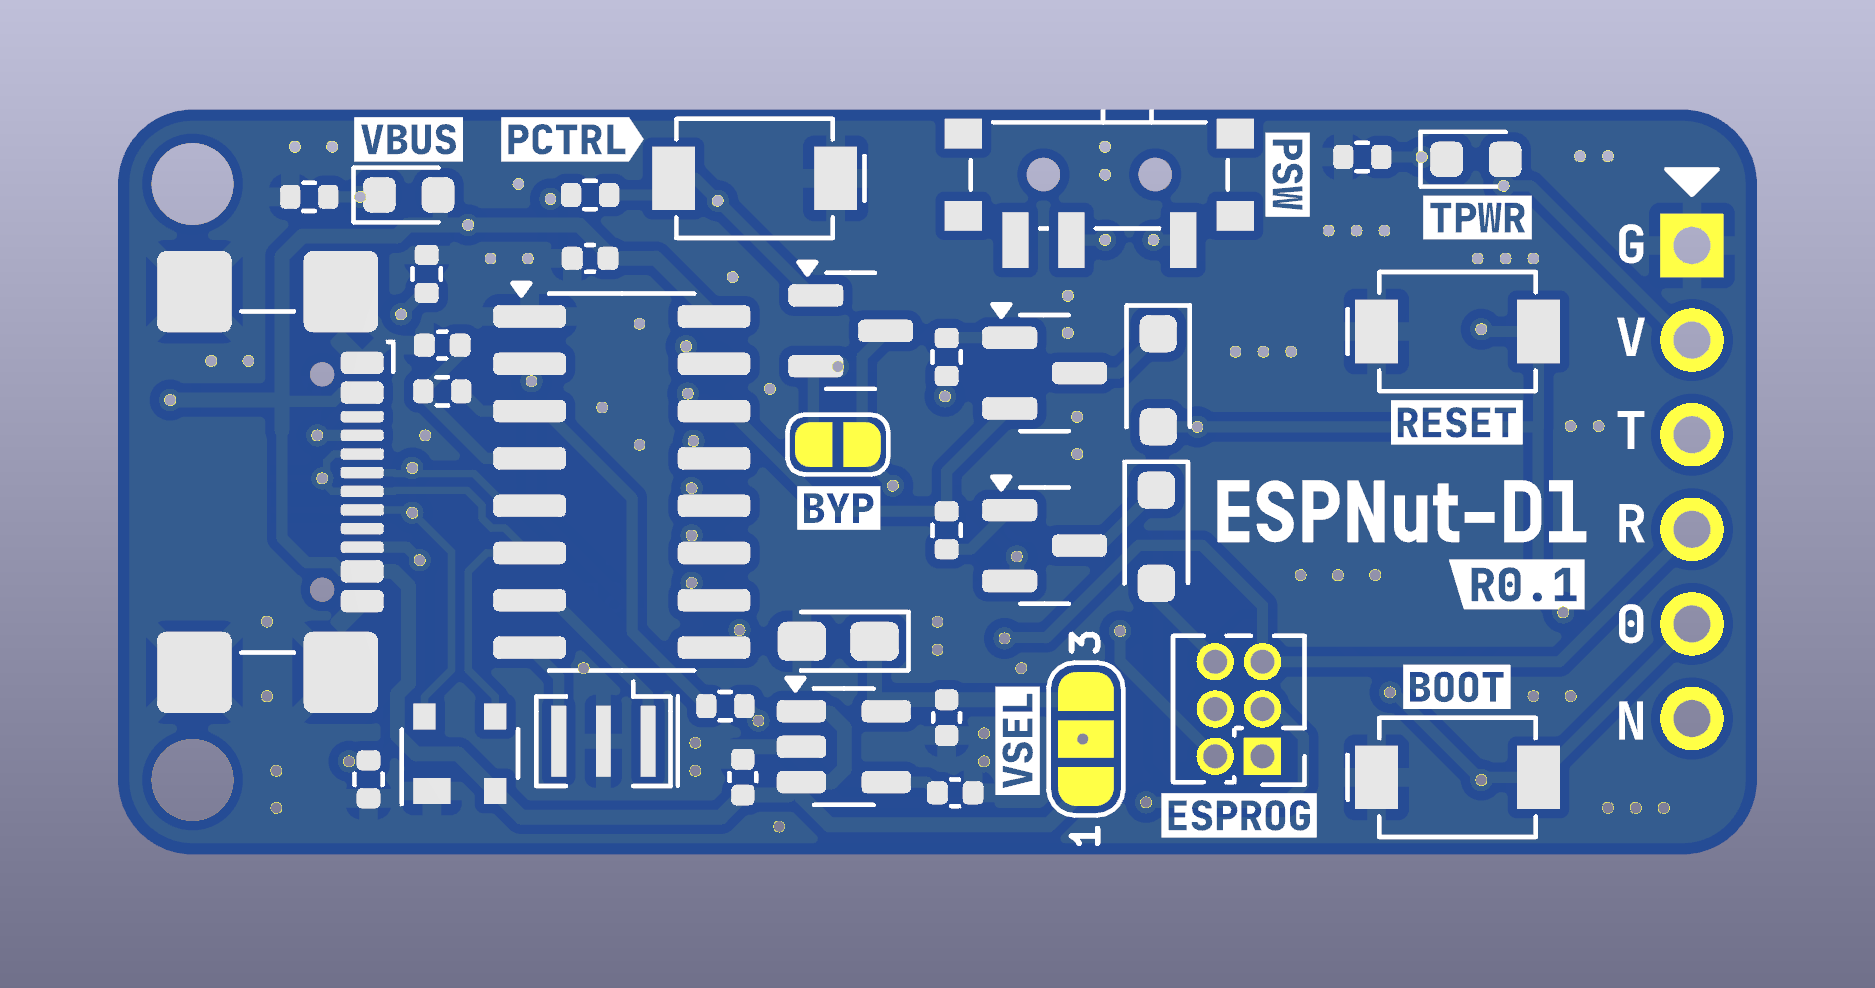 VBUS
PCTRL
PSW
TPWR
G
V
RESET
T
BYP
ESPNut-D1
R
R0.1
3
0
BOOT
VSEL
N
ESPROG
1